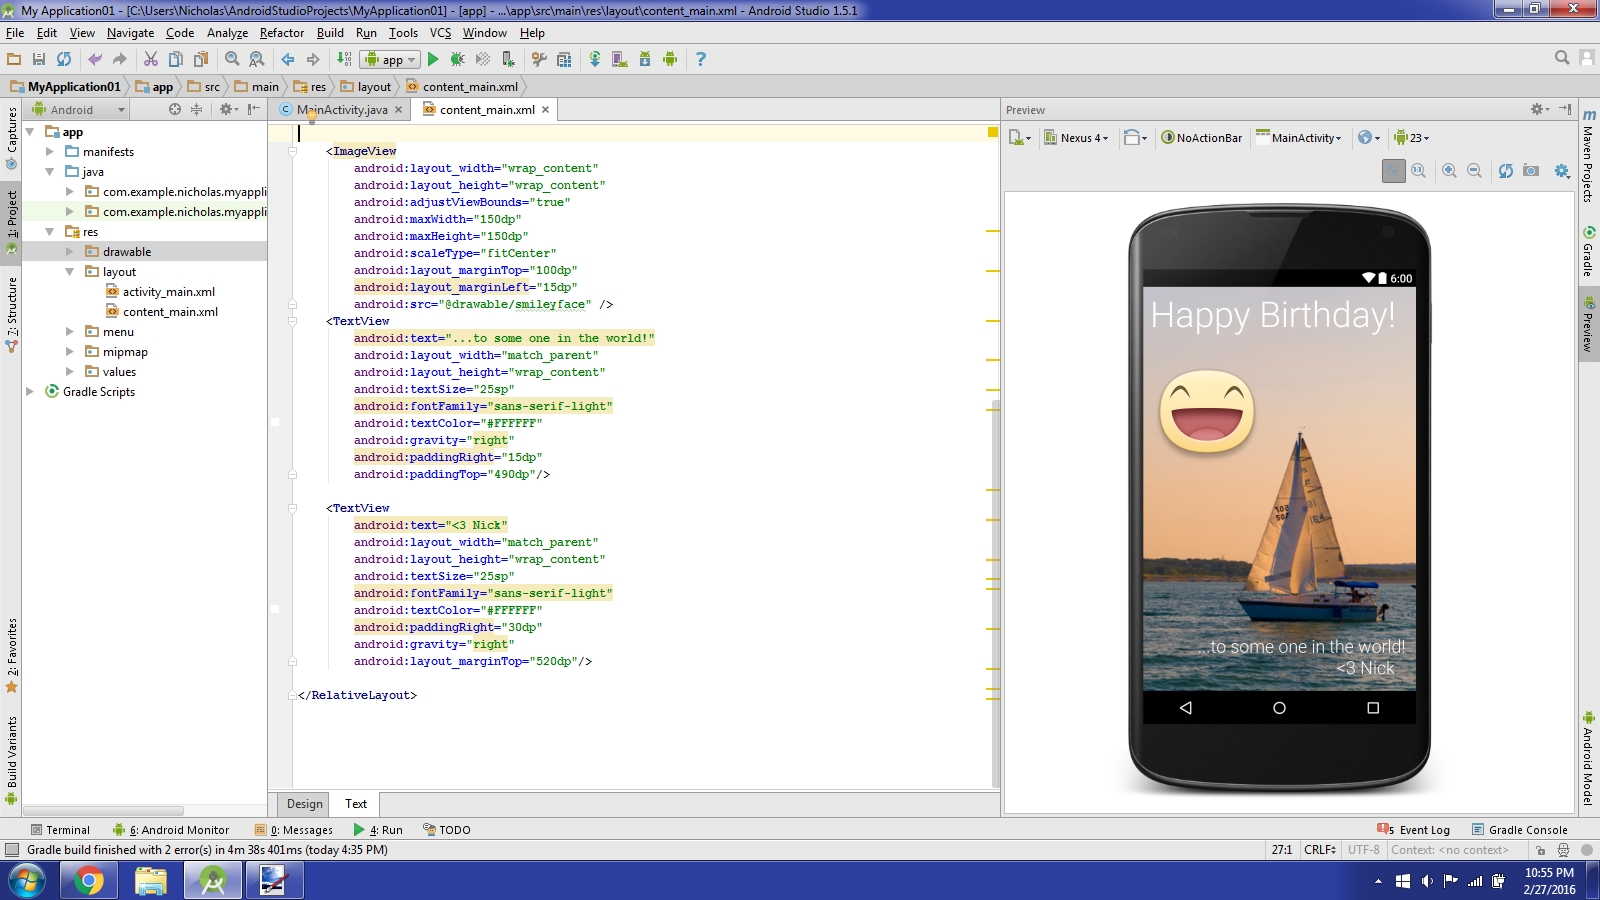 My Application01 - [C:\Users\Nicholas\AndroidStudioProjects\MyApplication01] - [app] - ...\app\src\main\res\layout\content_main.xml - Android Studio 1.5.1
File Edit View Navigate Code Analyze Refactor Build Run Tools VCS Window Help
app
MyApplication01 app src main res layout content_main.xml
Android
MainActivity.java content_main.xml
Preview
Captures
1: Project
7: Structure
2: Favorites
Build Variants
app
manifests
java
com.example.nicholas.myappli
com.example.nicholas.myappli
res
drawable
layout
activity_main.xml
content_main.xml
menu
mipmap
values
Gradle Scripts
<ImageView
android:layout_width="wrap_content"
android:layout_height="wrap_content"
android:adjustViewBounds="true"
android:maxWidth="150dp"
android:maxHeight="150dp"
android:scaleType="fitCenter"
android:layout_marginTop="100dp"
android:layout_marginLeft="15dp"
android:src="@drawable/smileyface" />
<TextView
android:text="...to some one in the world!"
android:layout_width="match_parent"
android:layout_height="wrap_content"
android:textSize="25sp"
android:fontFamily="sans-serif-light"
android:textColor="#FFFFFF"
android:gravity="right"
android:paddingRight="15dp"
android:paddingTop="490dp"/>
<TextView
android:text="<3 Nick"
android:layout_width="match_parent"
android:layout_height="wrap_content"
android:textSize="25sp"
android:fontFamily="sans-serif-light"
android:textColor="#FFFFFF"
android:paddingRight="30dp"
android:gravity="right"
android:layout_marginTop="520dp"/>
</RelativeLayout>
Design Text
Nexus 4 NoActionBar MainActivity 23
6:00
Happy Birthday!
...to some one in the world!
<3 Nick
m
Maven Projects
Gradle
Preview
Android Model
Terminal 6: Android Monitor 0: Messages 4: Run TODO
5 Event Log Gradle Console
Gradle build finished with 2 error(s) in 4m 38s 401ms (today 4:35 PM)
27:1 CRLF UTF-8 Context: <no context>
10:55 PM
2/27/2016